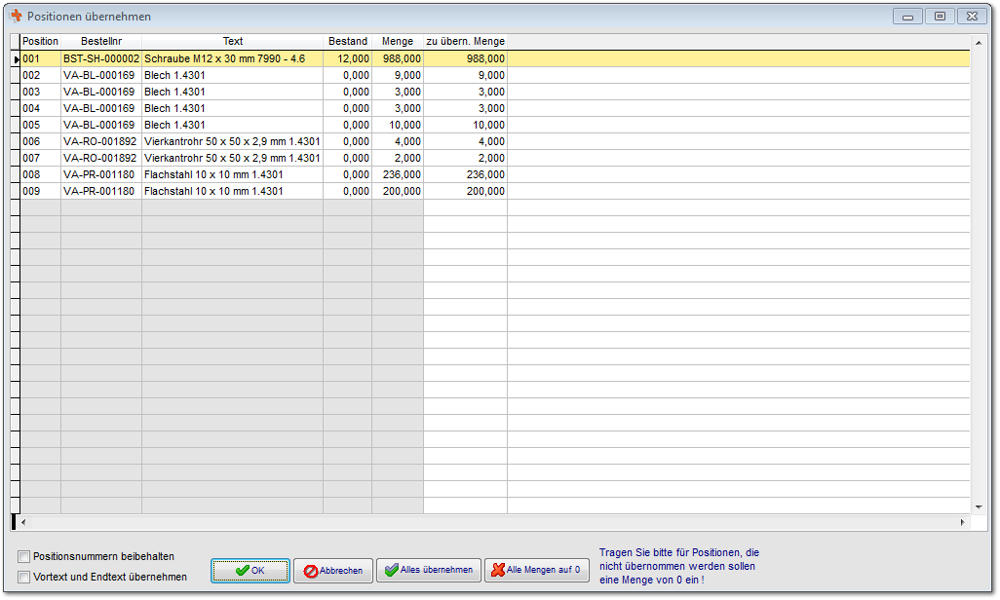 Positionen übernehmen
Position Bestellnr Text Bestand Menge zu übern. Menge
001 BST-SH-000002 Schraube M12 x 30 mm 7990 - 4.6 12,000 988,000 988,000
002 VA-BL-000169 Blech 1.4301 0,000 9,000 9,000
003 VA-BL-000169 Blech 1.4301 0,000 3,000 3,000
004 VA-BL-000169 Blech 1.4301 0,000 3,000 3,000
005 VA-BL-000169 Blech 1.4301 0,000 10,000 10,000
006 VA-RO-001892 Vierkantrohr 50 x 50 x 2,9 mm 1.4301 0,000 4,000 4,000
007 VA-RO-001892 Vierkantrohr 50 x 50 x 2,9 mm 1.4301 0,000 2,000 2,000
008 VA-PR-001180 Flachstahl 10 x 10 mm 1.4301 0,000 236,000 236,000
009 VA-PR-001180 Flachstahl 10 x 10 mm 1.4301 0,000 200,000 200,000
Positionsnummern beibehalten
Vortext und Endtext übernehmen
OK
Abbrechen
Alles übernehmen
Alle Mengen auf 0
Tragen Sie bitte für Positionen, die
nicht übernommen werden sollen
eine Menge von 0 ein !